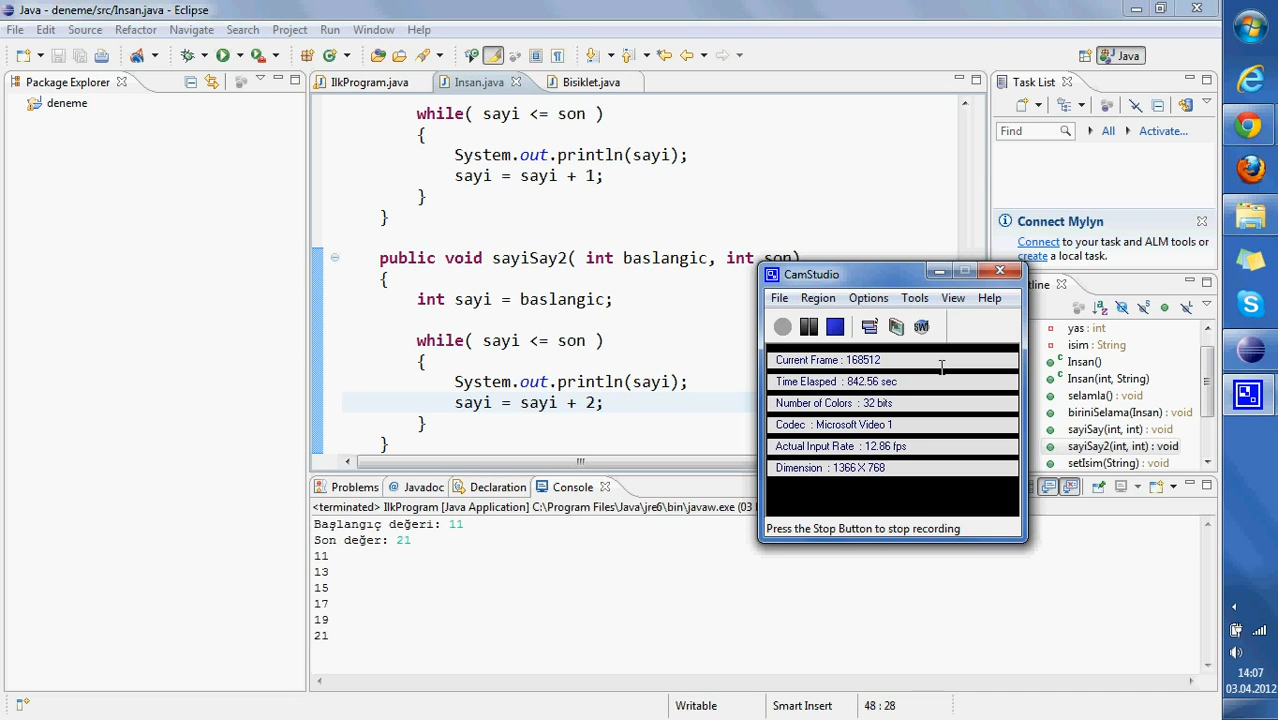 Java - deneme/src/Insan.java - Eclipse
File Edit Source Refactor Navigate Search Project Run Window Help
Java
Package Explorer
deneme
IlkProgram.java
Insan.java
Bisiklet.java
while( sayi <= son )
{
System.out.println(sayi);
sayi = sayi + 1;
}
}
public void sayiSay2( int baslangic, int son)
{
int sayi = baslangic;
while( sayi <= son )
{
System.out.println(sayi);
sayi = sayi + 2;
}
}
Task List
Find
All
Activate...
Connect Mylyn
Connect to your task and ALM tools or
create a local task.
CamStudio
File Region Options Tools View Help
Current Frame : 168512
Time Elasped : 842.56 sec
Number of Colors : 32 bits
Codec : Microsoft Video 1
Actual Input Rate : 12.86 fps
Dimension : 1366 X 768
Press the Stop Button to stop recording
tline
yas : int
isim : String
Insan()
Insan(int, String)
selamla() : void
biriniSelama(Insan) : void
sayiSay(int, int) : void
sayiSay2(int, int) : void
setIsim(String) : void
Problems
Javadoc
Declaration
Console
<terminated> IlkProgram [Java Application] C:\Program Files\Java\jre6\bin\javaw.exe (03
Başlangıç değeri: 11
Son değer: 21
11
13
15
17
19
21
Writable
Smart Insert
48 : 28
14:07
03.04.2012